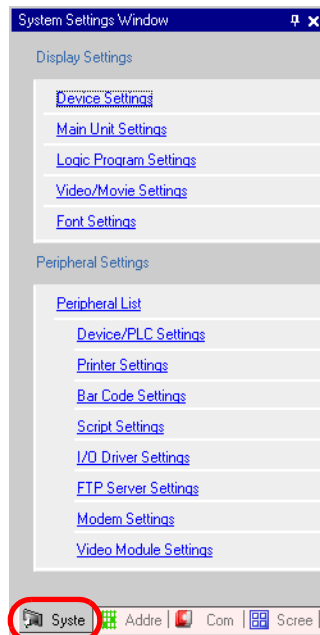 System Settings Window
Display Settings
Device Settings
Main Unit Settings
Logic Program Settings
Video/Movie Settings
Font Settings
Peripheral Settings
Peripheral List
Device/PLC Settings
Printer Settings
Bar Code Settings
Script Settings
I/O Driver Settings
FTP Server Settings
Modem Settings
Video Module Settings
Syste Addre Com Scree